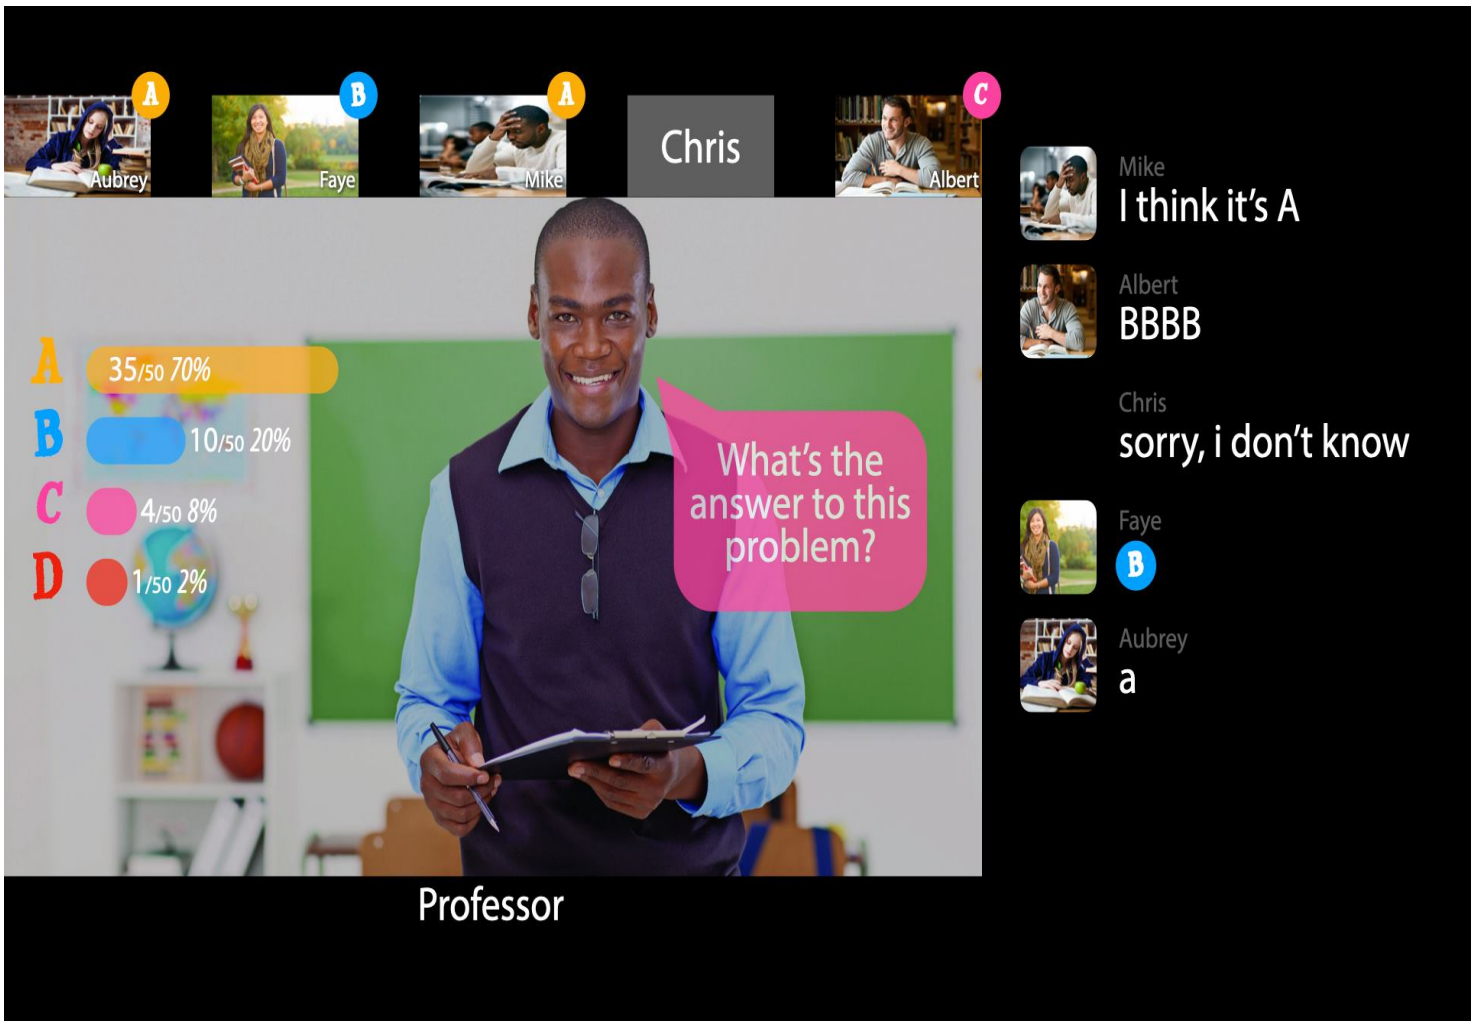 A
Aubrey
B
Faye
A
Mike
Chris
C
Albert
A 35/50 70%
B 10/50 20%
C 4/50 8%
D 1/50 2%
What's the
answer to this
problem?
Professor
Mike
I think it's A
Albert
BBBB
Chris
sorry, i don't know
Faye
B
Aubrey
a